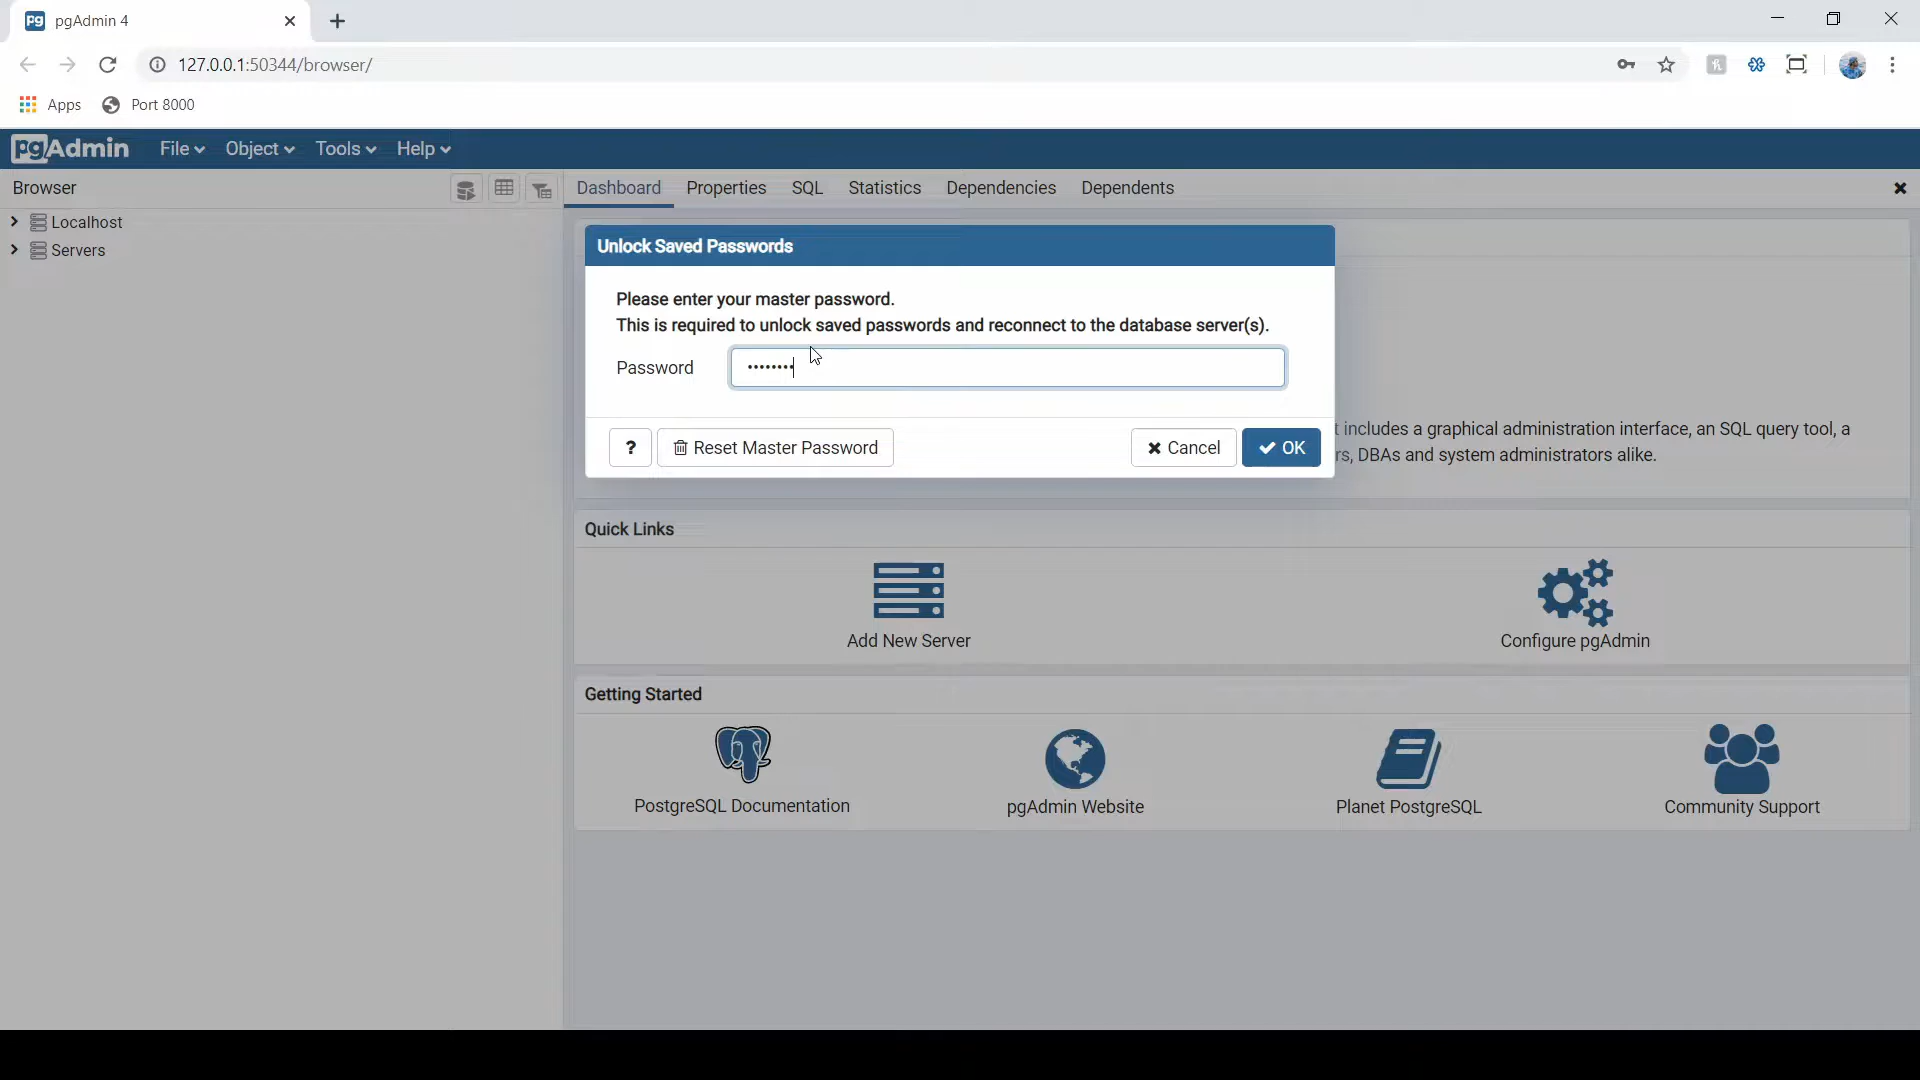 pgAdmin 4
127.0.0.1:50344/browser/
Apps Port 8000
pgAdmin File Object Tools Help
Browser
Dashboard Properties SQL Statistics Dependencies Dependents
Localhost
Servers
Unlock Saved Passwords
Please enter your master password.
This is required to unlock saved passwords and reconnect to the database server(s).
Password ••••••••
? Reset Master Password Cancel OK
includes a graphical administration interface, an SQL query tool, a
rs, DBAs and system administrators alike.
Quick Links
Add New Server Configure pgAdmin
Getting Started
PostgreSQL Documentation pgAdmin Website Planet PostgreSQL Community Support